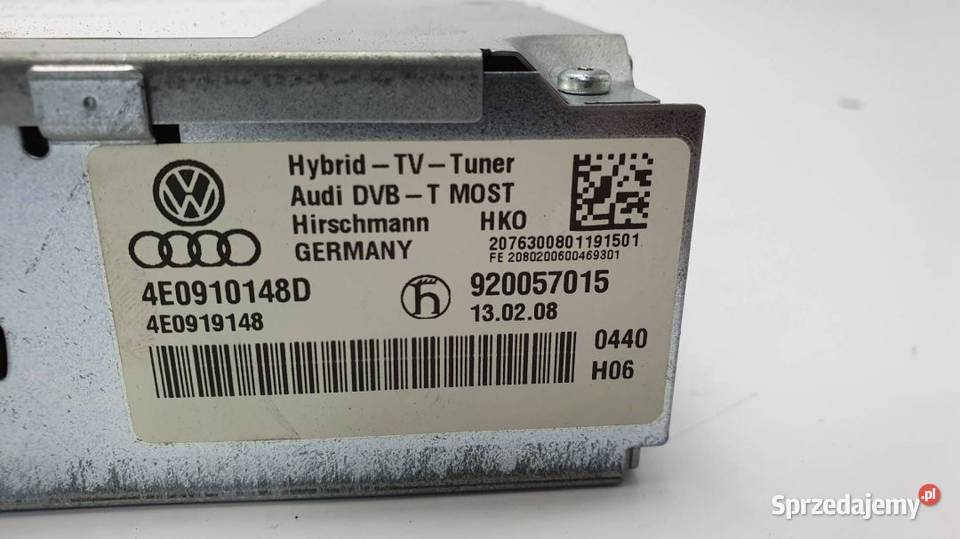 Hybrid – TV – Tuner
Audi DVB – T MOST
Hirschmann HKO
GERMANY
2076300801191501
FE 2080200600469301
4E0910148D
4E0919148
h
920057015
13.02.08
0440
H06
Sprzedajemy.pl